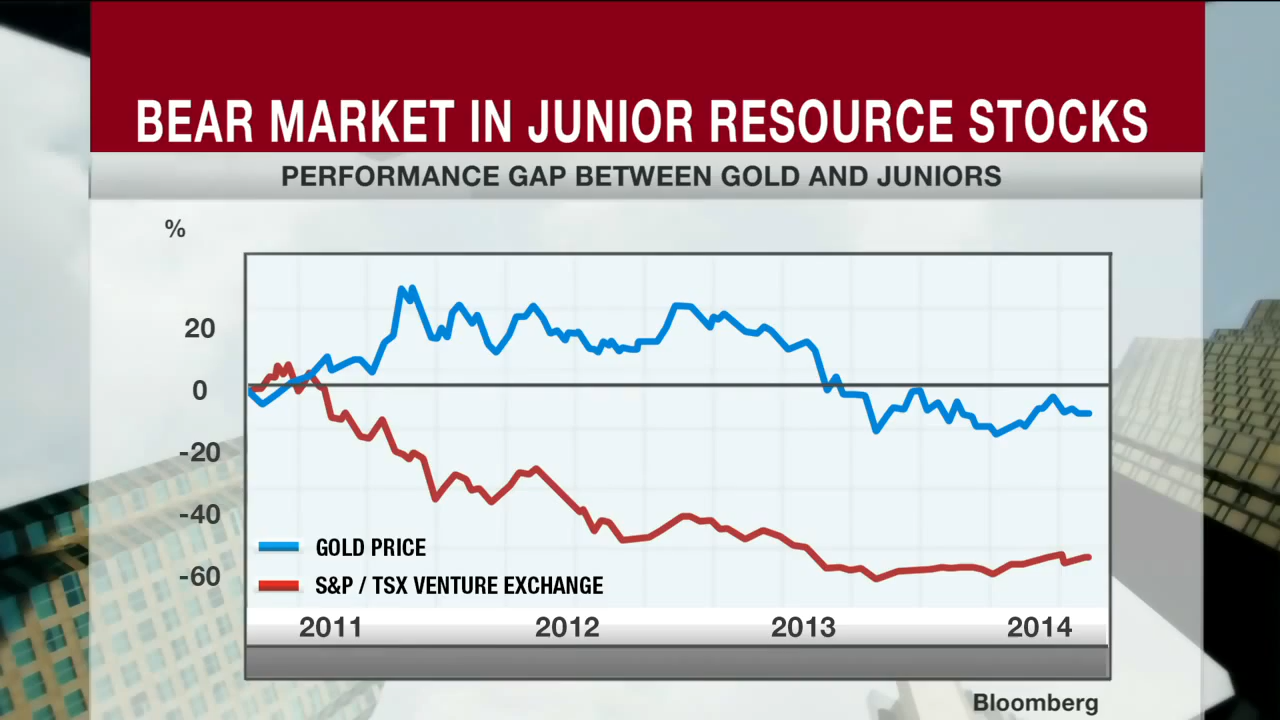 BEAR MARKET IN JUNIOR RESOURCE STOCKS
PERFORMANCE GAP BETWEEN GOLD AND JUNIORS
%
20
0
-20
-40
-60
GOLD PRICE
S&P / TSX VENTURE EXCHANGE
2011 2012 2013 2014
Bloomberg